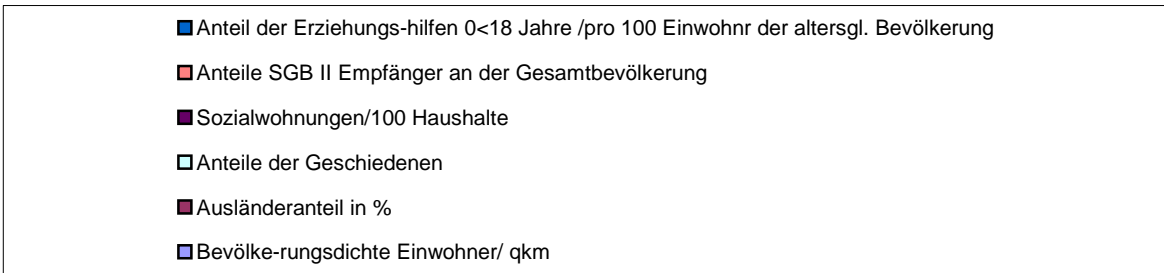 Anteil der Erziehungs-hilfen 0<18 Jahre /pro 100 Einwohnr der altersgl. Bevölkerung
Anteile SGB II Empfänger an der Gesamtbevölkerung
Sozialwohnungen/100 Haushalte
Anteile der Geschiedenen
Ausländeranteil in %
Bevölke-rungsdichte Einwohner/ qkm